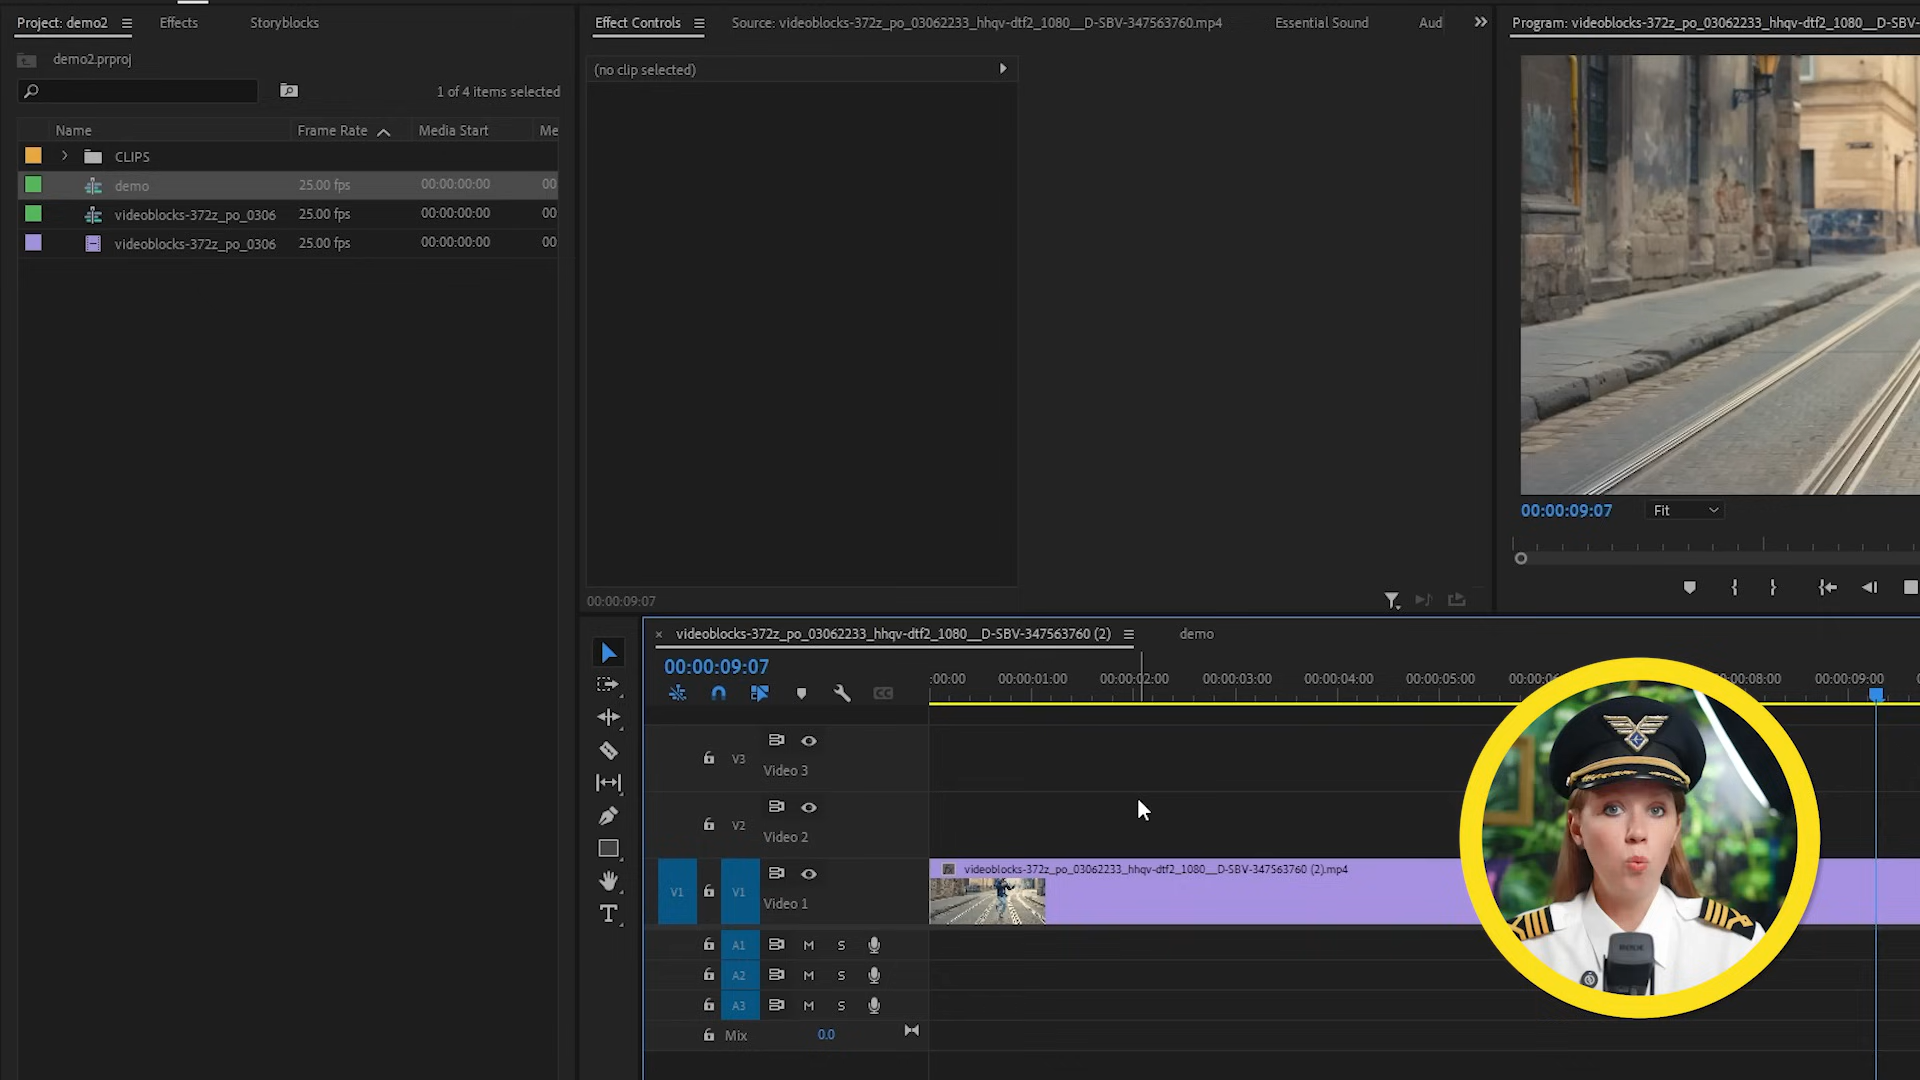 Project: demo2
Effects
Storyblocks
demo2.prproj
1 of 4 items selected
Name
Frame Rate
Media Start
Me
CLIPS
demo
25.00 fps
00:00:00:00
00
videoblocks-372z_po_0306
25.00 fps
00:00:00:00
00
videoblocks-372z_po_0306
25.00 fps
00:00:00:00
00
Effect Controls
Source: videoblocks-372z_po_03062233_hhqv-dtf2_1080__D-SBV-347563760.mp4
Essential Sound
Aud
(no clip selected)
00:00:09:07
Program: videoblocks-372z_po_03062233_hhqv-dtf2_1080__D-SBV-
00:00:09:07
Fit
videoblocks-372z_po_03062233_hhqv-dtf2_1080__D-SBV-347563760 (2)
demo
00:00:09:07
:00:00
00:00:01:00
00:00:02:00
00:00:03:00
00:00:04:00
00:00:05:00
00:00:0
0:00:08:00
00:00:09:00
V3
Video 3
V2
Video 2
V1
V1
Video 1
videoblocks-372z_po_03062233_hhqv-dtf2_1080__D-SBV-347563760 (2).mp4
A1
M
S
A2
M
S
A3
M
S
Mix
0.0
RODE